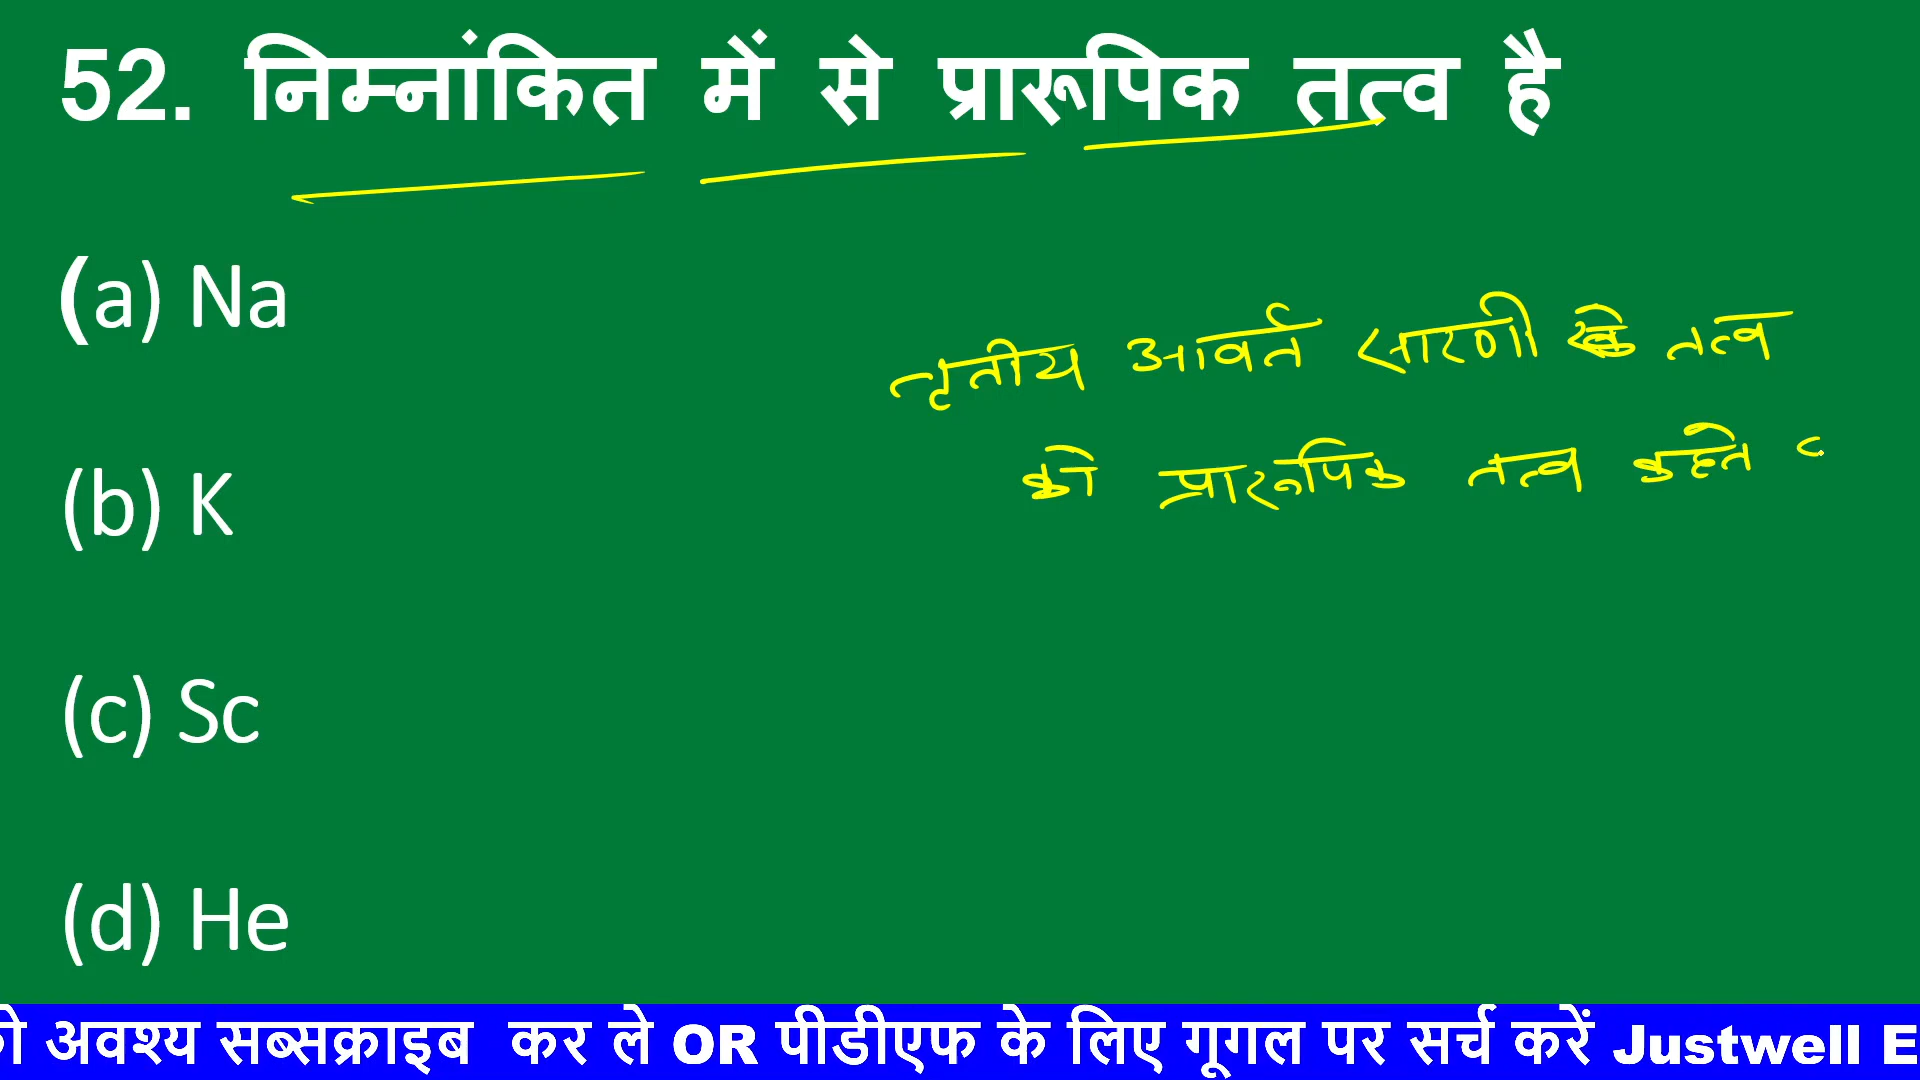 52. निम्नांकित में से प्रारूपिक तत्व है
(a) Na
तृतीय आवर्त सारणी के तत्व
को प्रारूपिक तत्व कहते
(b) K
(c) Sc
(d) He
अवश्य सब्सक्राइब कर ले OR पीडीएफ के लिए गूगल पर सर्च करें Justwell E